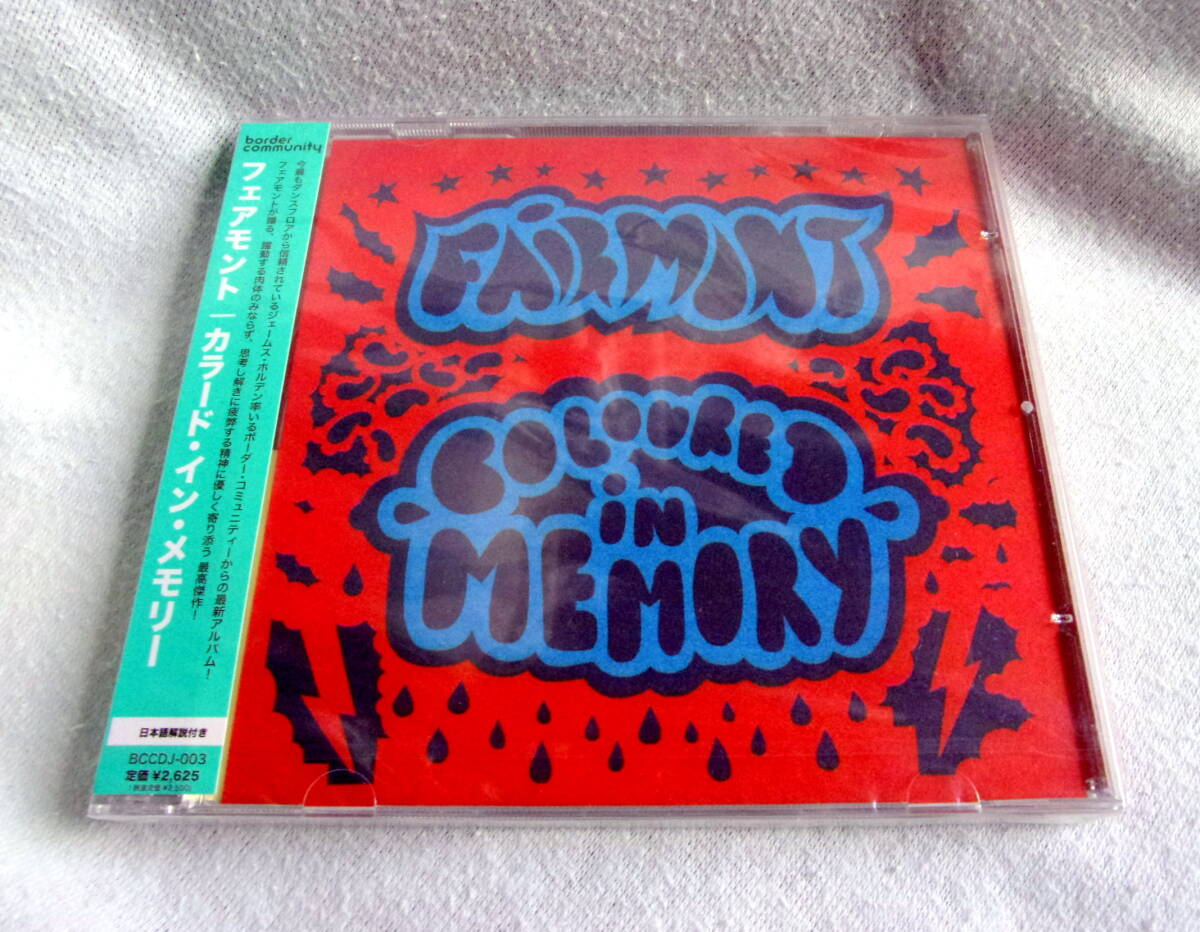 border
community
フェアモント | カラード・イン・メモリー
今最もダンスフロアから信頼されているジェームス・ホルデン率いるボーダー・コミュニティーからの最新アルバム!
フェアモントが贈る、躍動する肉体のみならず、思考し解きに疲弊する精神に優しく寄り添う 最高傑作!
日本語解説付き
BCCDJ-003
定価 ¥2,625
FAIRMONT
COLOURED
IN
MEMORY